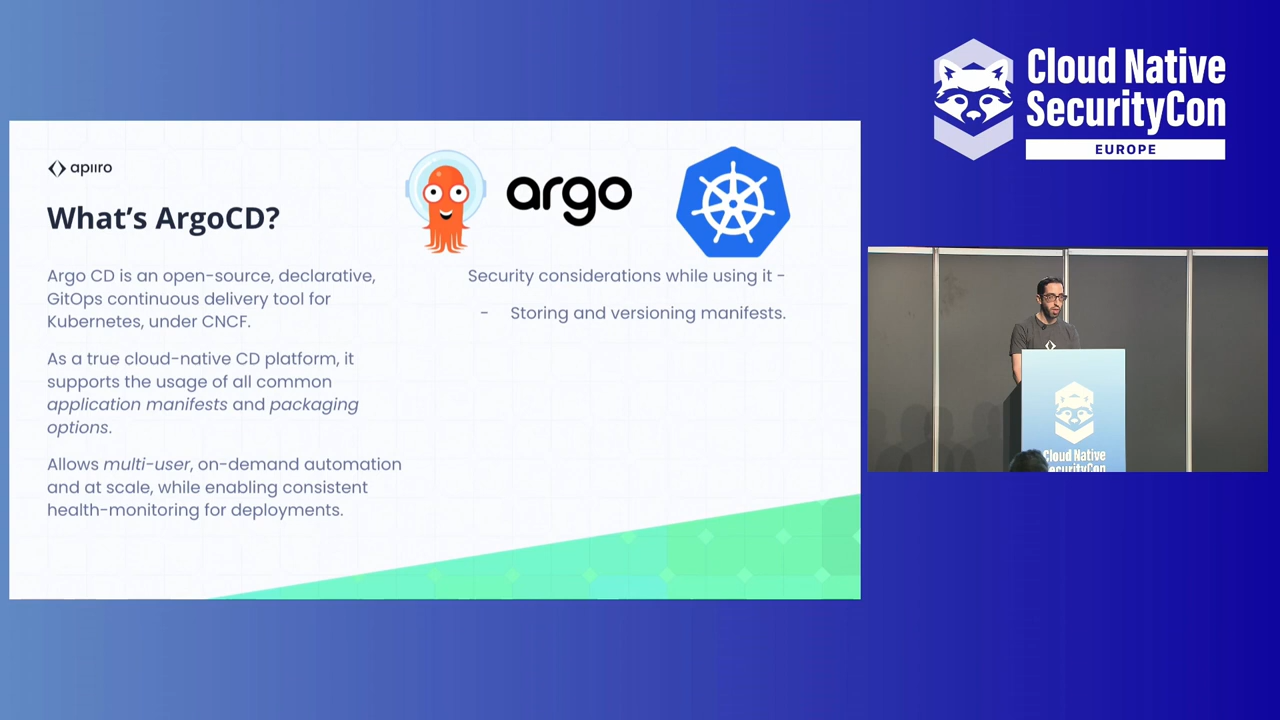 Cloud Native
SecurityCon
EUROPE
apiiro
What's ArgoCD?
argo
Argo CD is an open-source, declarative,
GitOps continuous delivery tool for
Kubernetes, under CNCF.
As a true cloud-native CD platform, it
supports the usage of all common
application manifests and packaging
options.
Allows multi-user, on-demand automation
and at scale, while enabling consistent
health-monitoring for deployments.
Security considerations while using it -
- Storing and versioning manifests.
Cloud Native
SecurityCon